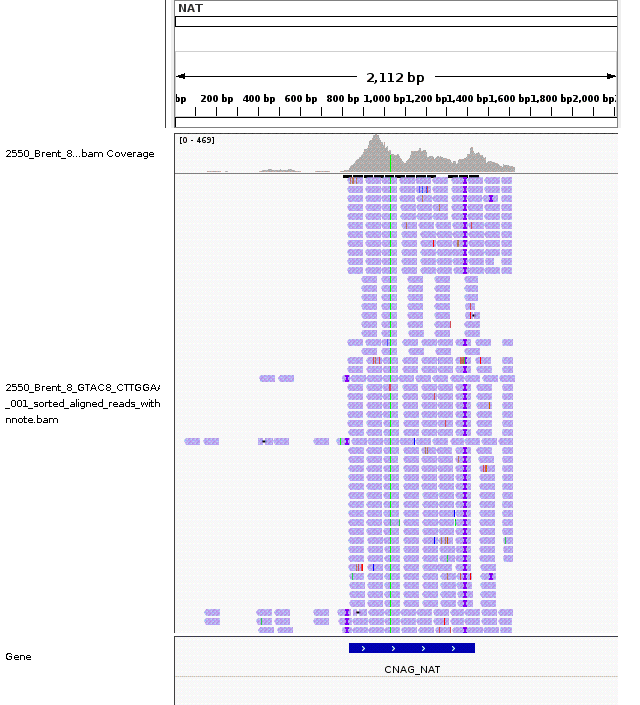 NAT
2,112 bp
bp 200 bp 400 bp 600 bp 800 bp 1,000 bp 1,200 bp 1,400 bp 1,600 bp 1,800 bp 2,000 bp
[0 - 469]
2550_Brent_8...bam Coverage
2550_Brent_8_GTAC8_CTTGGAA
_001_sorted_aligned_reads_with
nnote.bam
Gene
CNAG_NAT